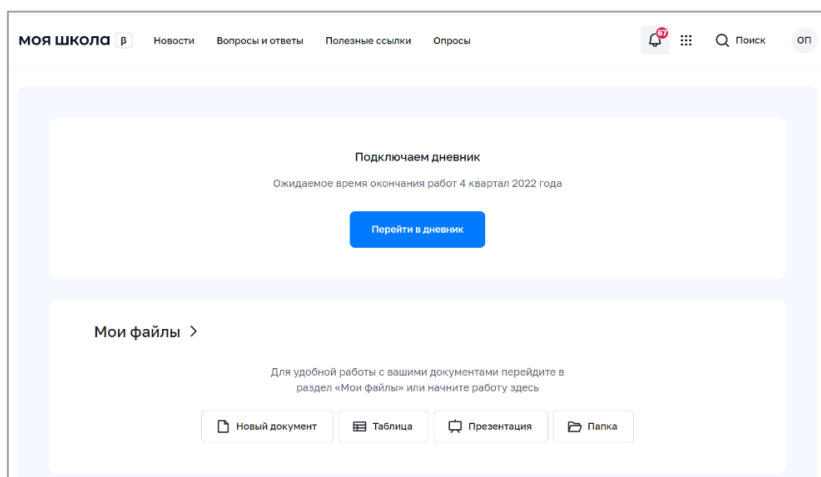 моя школа β Новости Вопросы и ответы Полезные ссылки Опросы 67 Поиск ОП
Подключаем дневник
Ожидаемое время окончания работ 4 квартал 2022 года
Перейти в дневник
Мои файлы >
Для удобной работы с вашими документами перейдите в
раздел «Мои файлы» или начните работу здесь
Новый документ Таблица Презентация Папка